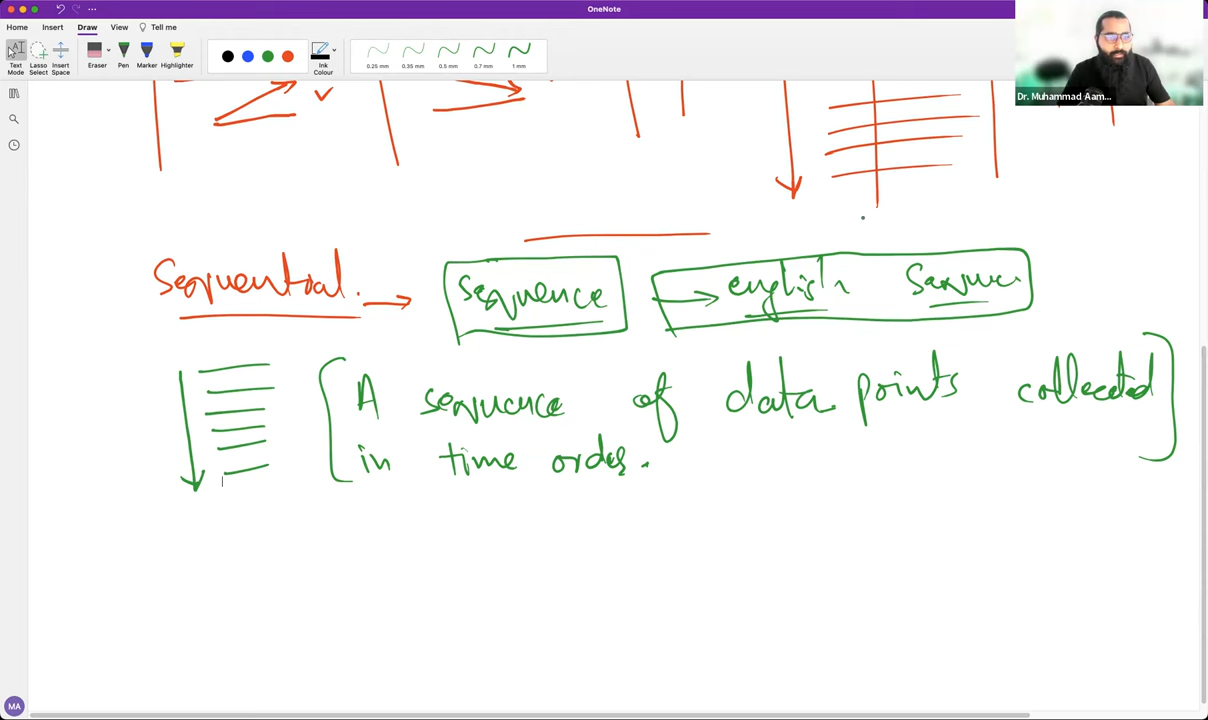 OneNote
Home Insert Draw View Tell me
Text Mode
Lasso Select
Insert Space
Eraser
Pen
Marker
Highlighter
Ink Colour
0.25 mm 0.35 mm 0.5 mm 0.7 mm 1 mm
Dr. Muhammad Aam...
Sequential. → sequence → english
A sequence of data points collected
in time order.
MA